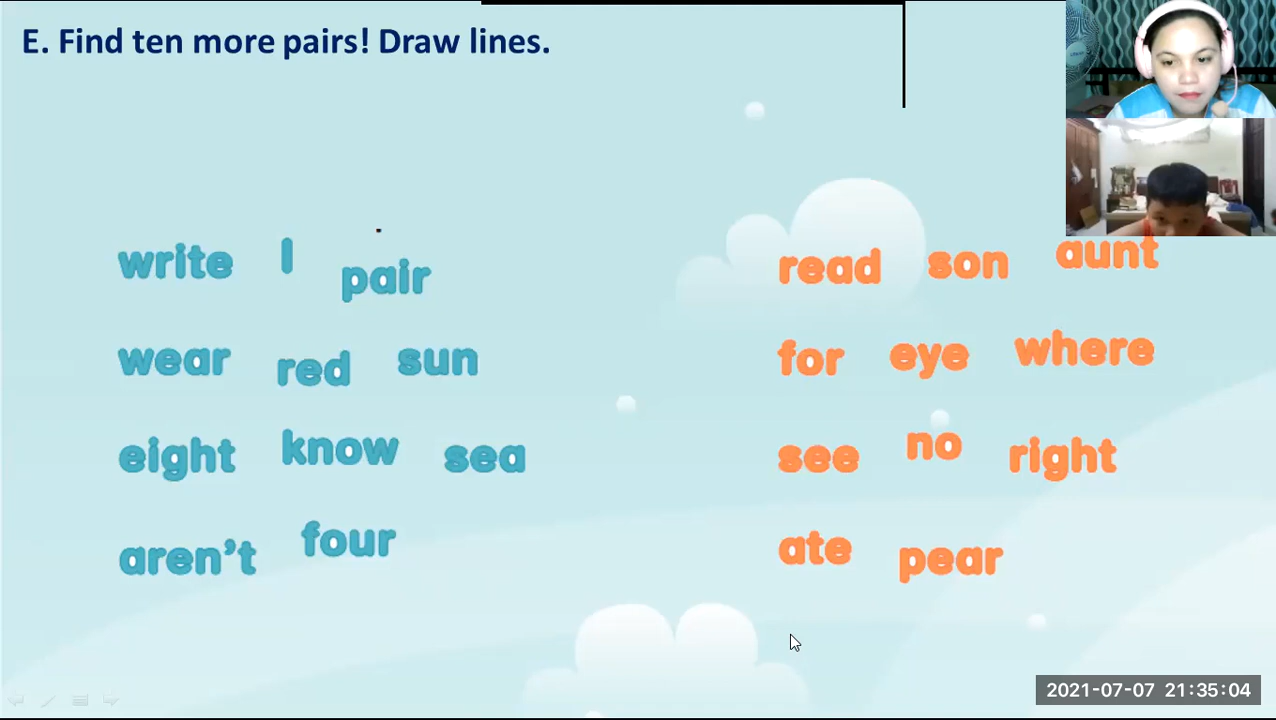 E. Find ten more pairs! Draw lines.
write I pair
read son aunt
wear red sun
for eye where
eight know sea
see no right
aren't four
ate pear
2021-07-07 21:35:04